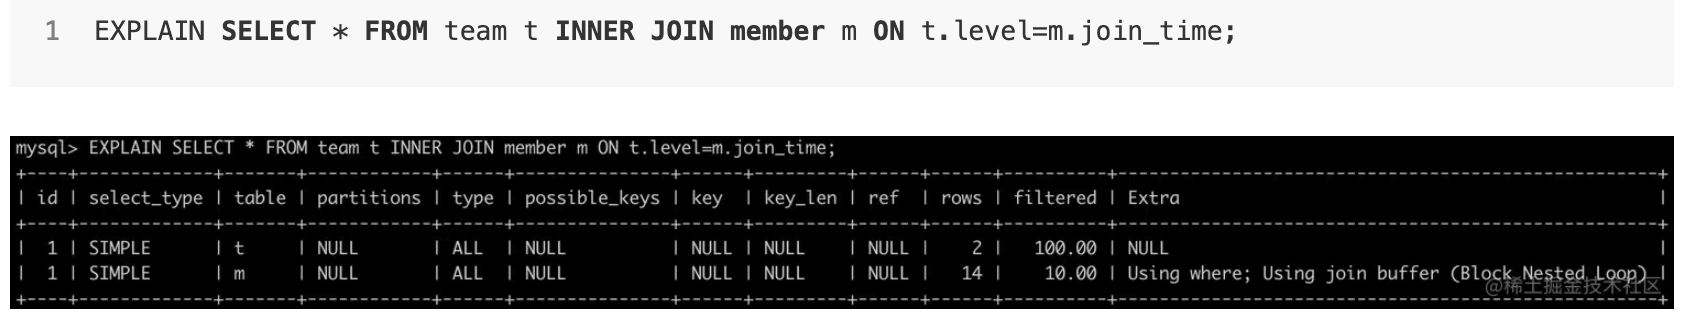 1 EXPLAIN SELECT * FROM team t INNER JOIN member m ON t.level=m.join_time;
mysql> EXPLAIN SELECT * FROM team t INNER JOIN member m ON t.level=m.join_time;
+----+-------------+-------+------------+------+---------------+------+---------+------+------+----------+----------------------------------------------------+
| id | select_type | table | partitions | type | possible_keys | key | key_len | ref | rows | filtered | Extra |
+----+-------------+-------+------------+------+---------------+------+---------+------+------+----------+----------------------------------------------------+
| 1 | SIMPLE | t | NULL | ALL | NULL | NULL | NULL | NULL | 2 | 100.00 | NULL |
| 1 | SIMPLE | m | NULL | ALL | NULL | NULL | NULL | NULL | 14 | 10.00 | Using where; Using join buffer (Block Nested Loop) |
@稀土掘金技术社区
+----+-------------+-------+------------+------+---------------+------+---------+------+------+----------+----------------------------------------------------+